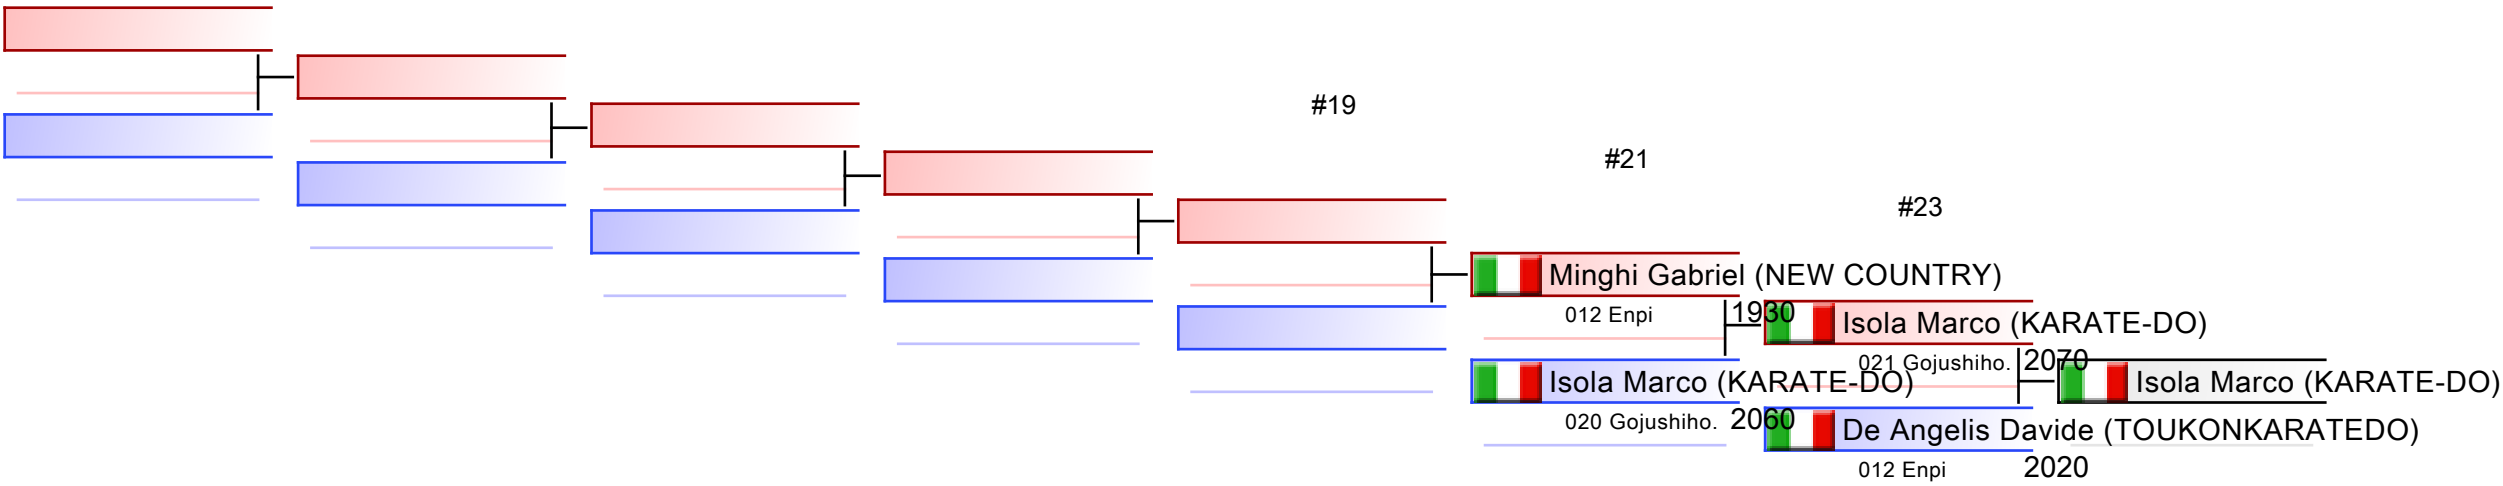 #19
#21
#23
Minghi Gabriel (NEW COUNTRY)
012 Enpi 1930
Isola Marco (KARATE-DO)
021 Gojushiho. 2070
Isola Marco (KARATE-DO)
Isola Marco (KARATE-DO)
020 Gojushiho. 2060
De Angelis Davide (TOUKONKARATEDO)
012 Enpi 2020